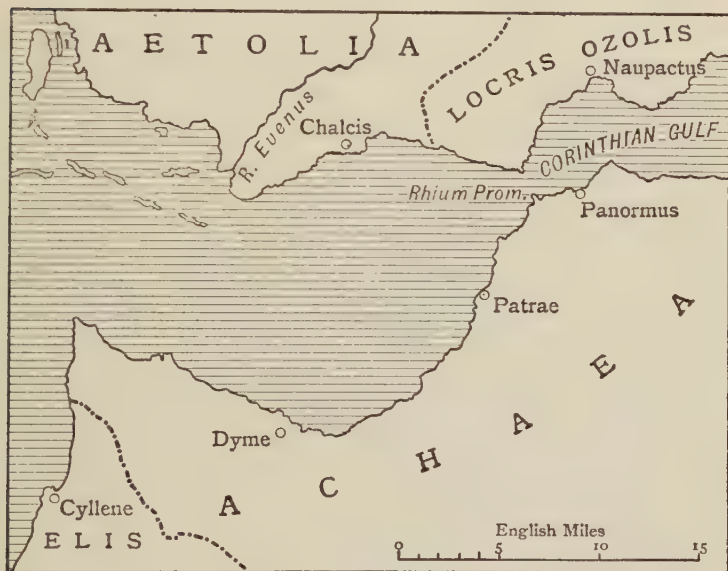 AETOLIA
LOCRIS OZOLIS
Naupactus
R. Evenus
Chalcis
CORINTHIAN GULF
Rhium Prom.
Panormus
Patrae
ACHAEA
Dyme
Cyllene
ELIS
English Miles
0 5 10 15